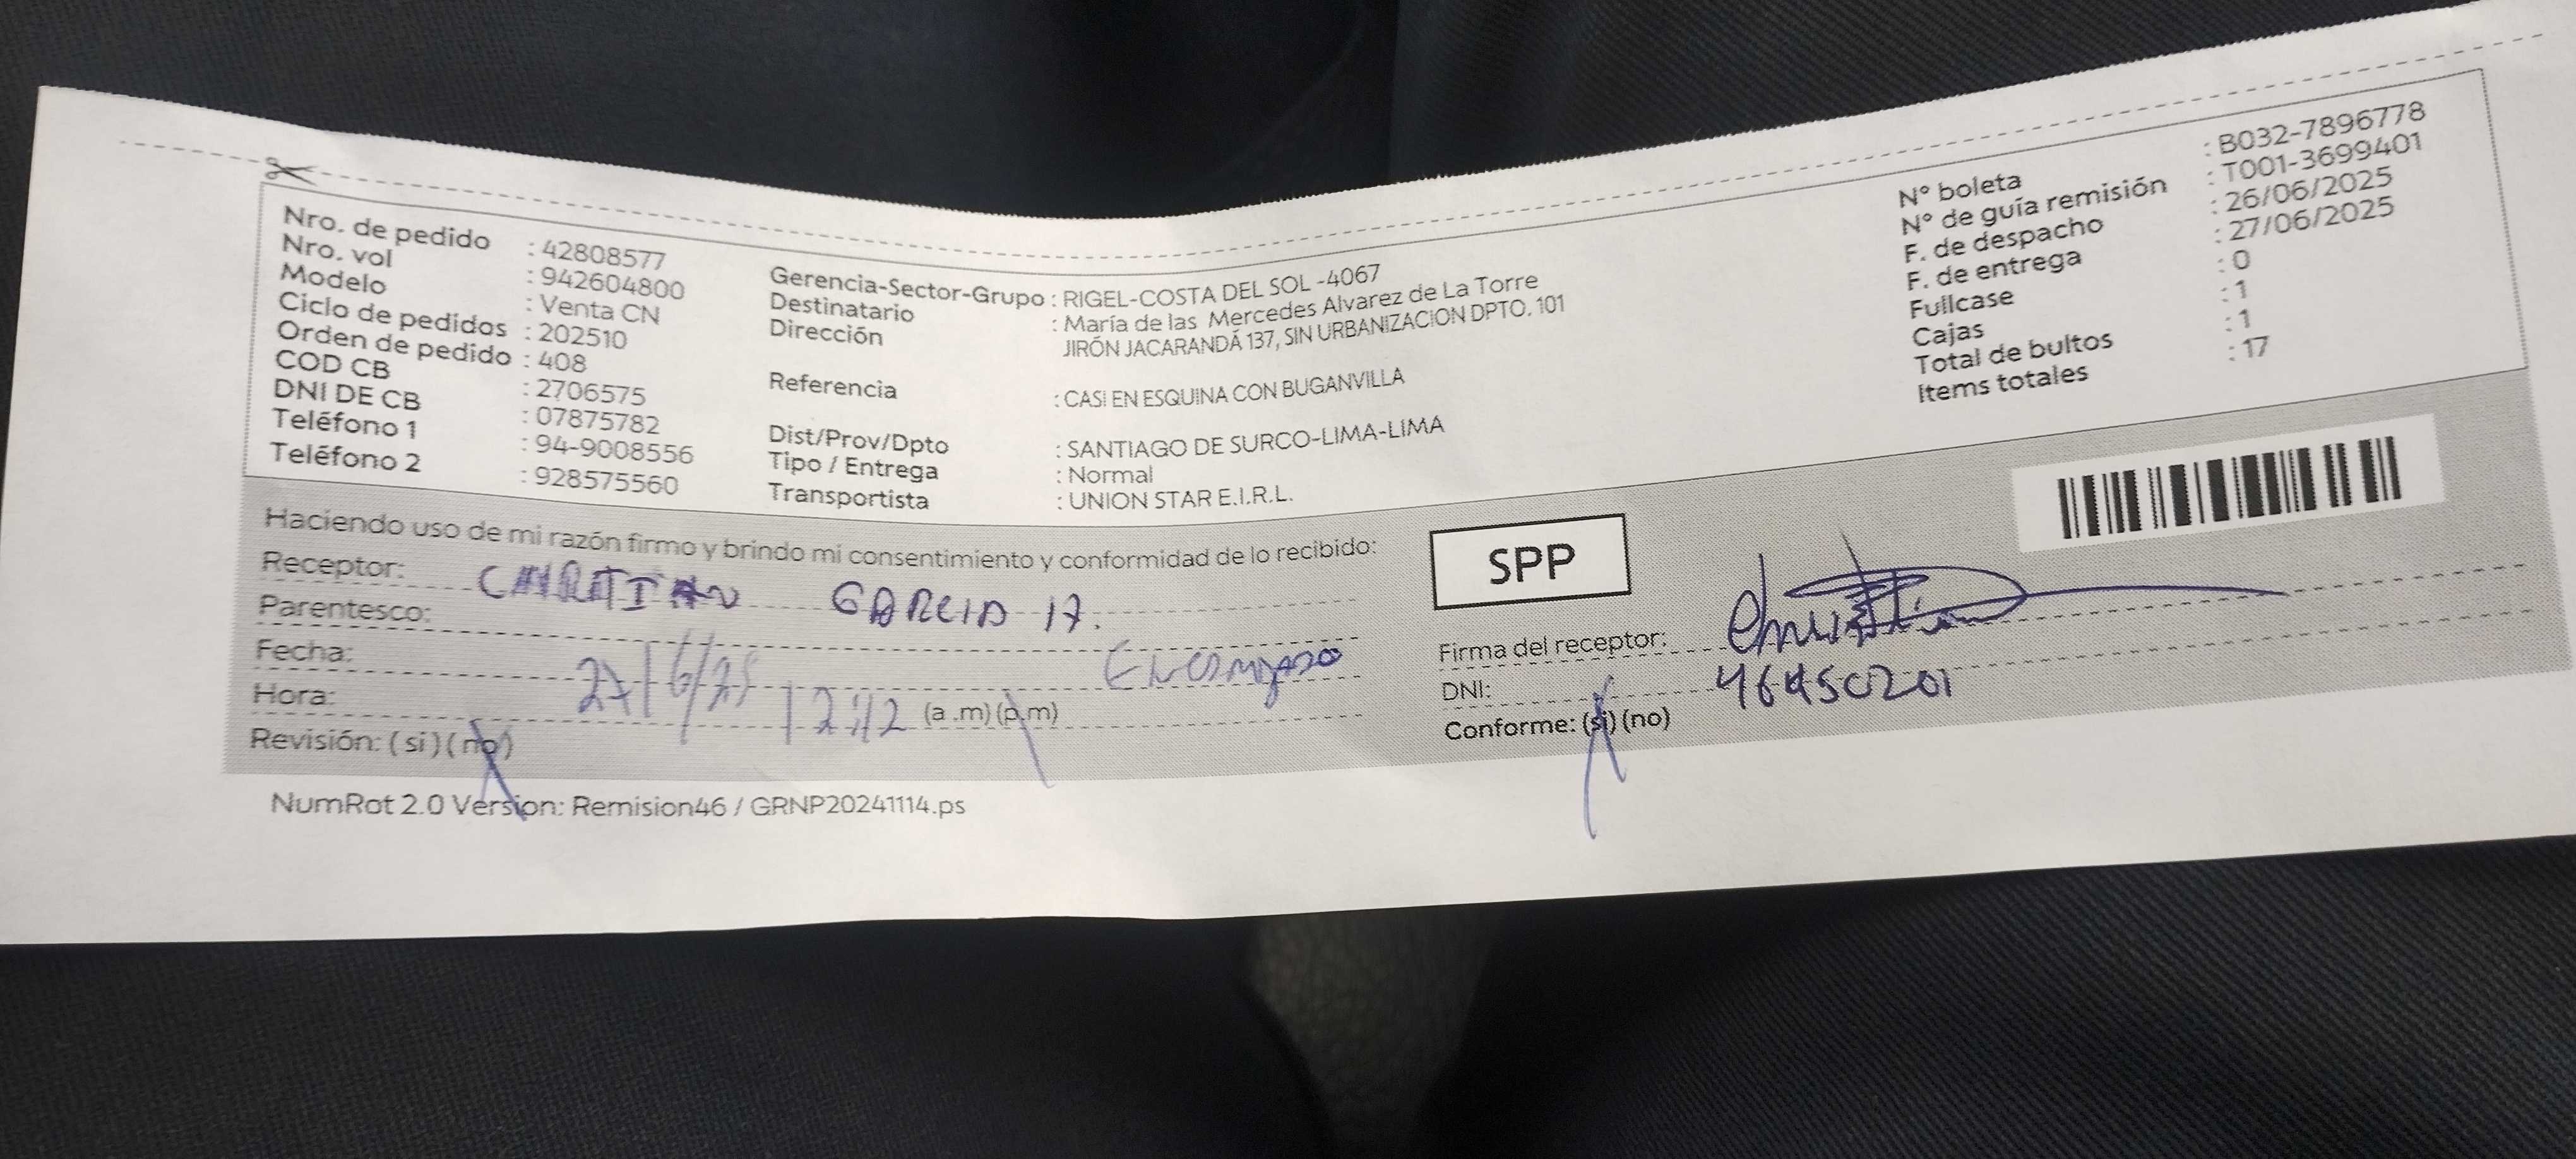 Nro. de pedido : 42808577
Nro. vol : 942604800
Modelo : Venta CN
Ciclo de pedidos : 202510
Orden de pedido : 408
COD CB : 2706575
DNI DE CB : 07875782
Teléfono 1 : 94-9008556
Teléfono 2 : 928575560
Gerencia-Sector-Grupo : RIGEL-COSTA DEL SOL -4067
Destinatario : María de las Mercedes Alvarez de La Torre
Dirección JIRÓN JACARANDÁ 137, SIN URBANIZACION DPTO. 101
Referencia : CASI EN ESQUINA CON BUGANVILLA
Dist/Prov/Dpto : SANTIAGO DE SURCO-LIMA-LIMA
Tipo / Entrega : Normal
Transportista : UNION STAR E.I.R.L.
N° boleta : B032-7896778
N° de guía remisión : T001-3699401
F. de despacho : 26/06/2025
F. de entrega : 27/06/2025
Fullcase : 0
Cajas : 1
Total de bultos : 1
Items totales : 17
Haciendo uso de mi razón firmo y brindo mi consentimiento y conformidad de lo recibido:
Receptor: GARCIA
Parentesco: Encargado
Fecha: 27/6/25
Hora: 12:12 (a .m) (p.m)
Revisión: ( si ) ( no )
SPP
Firma del receptor:
DNI: 46450201
Conforme: (si) (no)
NumRot 2.0 Version: Remision46 / GRNP20241114.ps